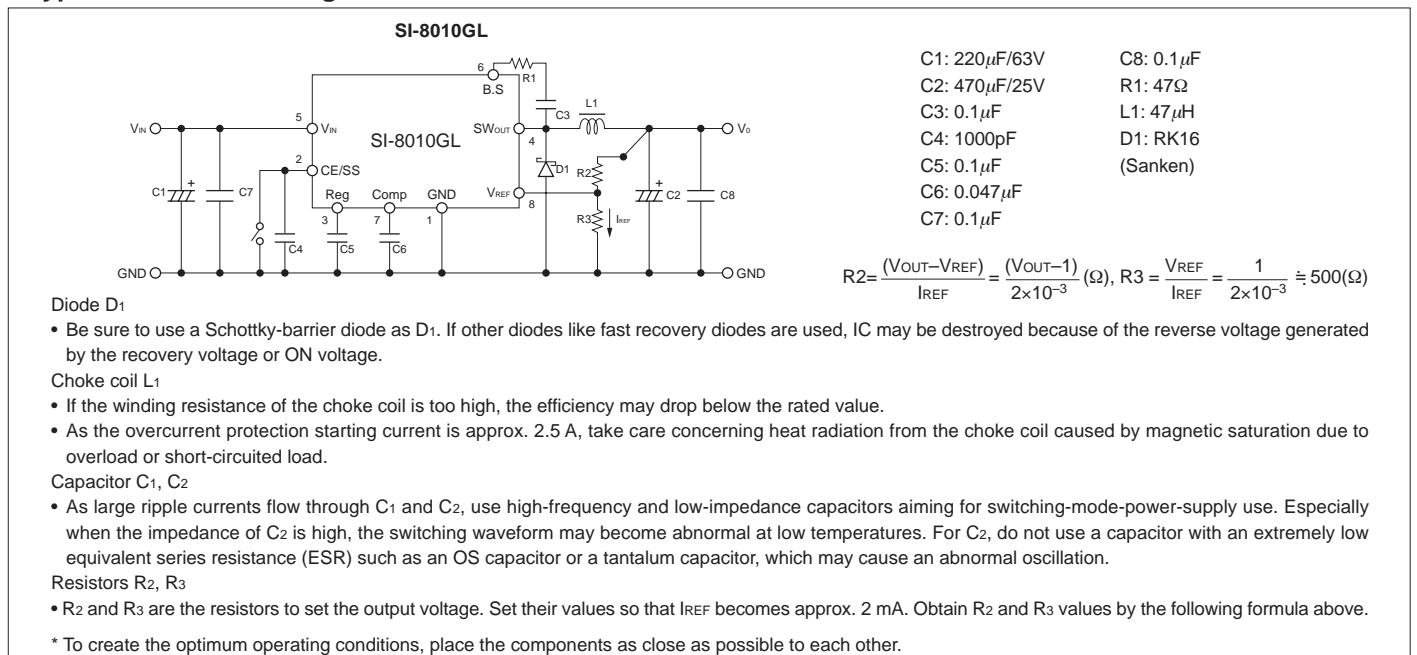 SI-8010GL
6
B.S
R1
C3
L1
5
VIN
VIN
SI-8010GL
SWOUT
4
VO
2
CE/SS
D1
R2
C1
+
C7
Reg
Comp
GND
VREF
8
+
C2
C8
3
7
1
R3
IREF
C4
C5
C6
GND
GND
C1: 220μF/63V
C2: 470μF/25V
C3: 0.1μF
C4: 1000pF
C5: 0.1μF
C6: 0.047μF
C7: 0.1μF
C8: 0.1μF
R1: 47Ω
L1: 47μH
D1: RK16
(Sanken)
R2= (VOUT–VREF) / IREF = (VOUT–1) / 2×10–3 (Ω), R3 = VREF / IREF = 1 / 2×10–3 ≒ 500(Ω)
Diode D1
• Be sure to use a Schottky-barrier diode as D1. If other diodes like fast recovery diodes are used, IC may be destroyed because of the reverse voltage generated
by the recovery voltage or ON voltage.
Choke coil L1
• If the winding resistance of the choke coil is too high, the efficiency may drop below the rated value.
• As the overcurrent protection starting current is approx. 2.5 A, take care concerning heat radiation from the choke coil caused by magnetic saturation due to
overload or short-circuited load.
Capacitor C1, C2
• As large ripple currents flow through C1 and C2, use high-frequency and low-impedance capacitors aiming for switching-mode-power-supply use. Especially
when the impedance of C2 is high, the switching waveform may become abnormal at low temperatures. For C2, do not use a capacitor with an extremely low
equivalent series resistance (ESR) such as an OS capacitor or a tantalum capacitor, which may cause an abnormal oscillation.
Resistors R2, R3
• R2 and R3 are the resistors to set the output voltage. Set their values so that IREF becomes approx. 2 mA. Obtain R2 and R3 values by the following formula above.
* To create the optimum operating conditions, place the components as close as possible to each other.